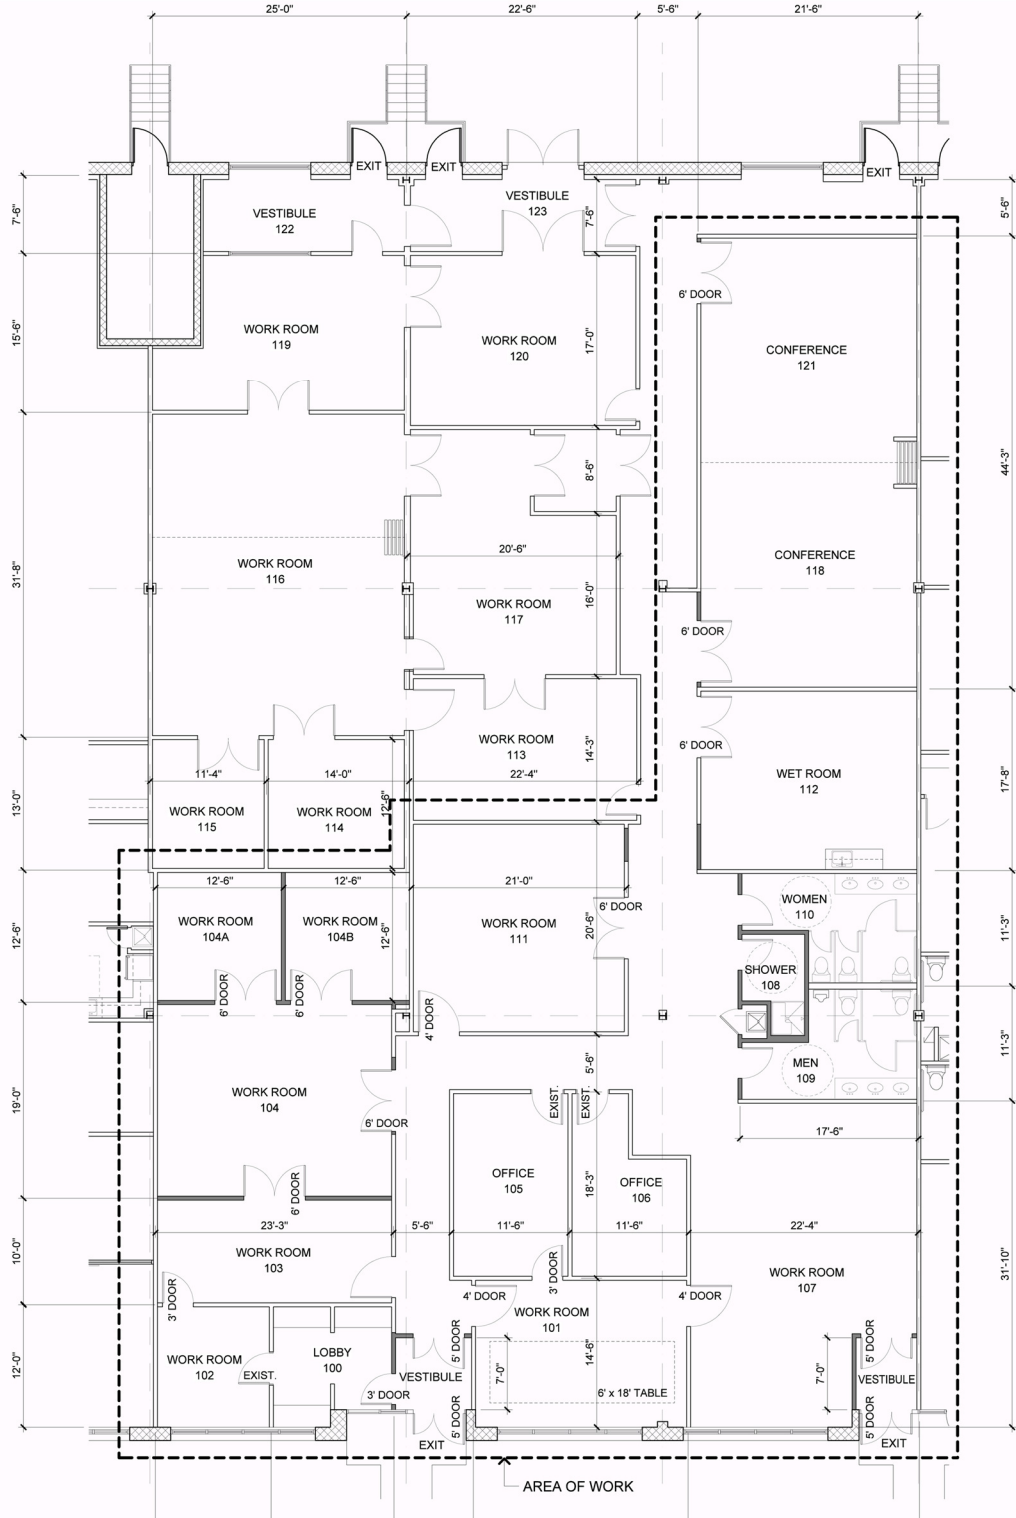 25'-0"
22'-6"
5'-6"
21'-6"
EXIT
EXIT
EXIT
7'-6"
VESTIBULE
122
VESTIBULE
123
7'-6"
5'-6"
6' DOOR
15'-6"
WORK ROOM
119
WORK ROOM
120
17'-0"
CONFERENCE
121
8'-6"
44'-3"
20'-6"
31'-8"
WORK ROOM
116
WORK ROOM
117
16'-0"
CONFERENCE
118
6' DOOR
WORK ROOM
113
14'-3"
6' DOOR
11'-4"
14'-0"
22'-4"
WET ROOM
112
17'-8"
13'-0"
WORK ROOM
115
WORK ROOM
114
12'-6"
12'-6"
12'-6"
21'-0"
6' DOOR
WOMEN
110
12'-6"
WORK ROOM
104A
WORK ROOM
104B
12'-6"
WORK ROOM
111
20'-6"
11'-3"
SHOWER
108
6' DOOR
6' DOOR
4' DOOR
11'-3"
MEN
109
5'-6"
19'-0"
WORK ROOM
104
6' DOOR
EXIST.
EXIST.
17'-6"
OFFICE
105
18'-3"
OFFICE
106
6' DOOR
23'-3"
5'-6"
11'-6"
11'-6"
22'-4"
10'-0"
WORK ROOM
103
3' DOOR
WORK ROOM
107
31'-10"
3' DOOR
4' DOOR
4' DOOR
WORK ROOM
101
12'-0"
WORK ROOM
102
LOBBY
100
EXIST.
3' DOOR
5' DOOR
VESTIBULE
7'-0"
14'-6"
6' x 18' TABLE
7'-0"
5' DOOR
VESTIBULE
5' DOOR
EXIT
5' DOOR
EXIT
AREA OF WORK